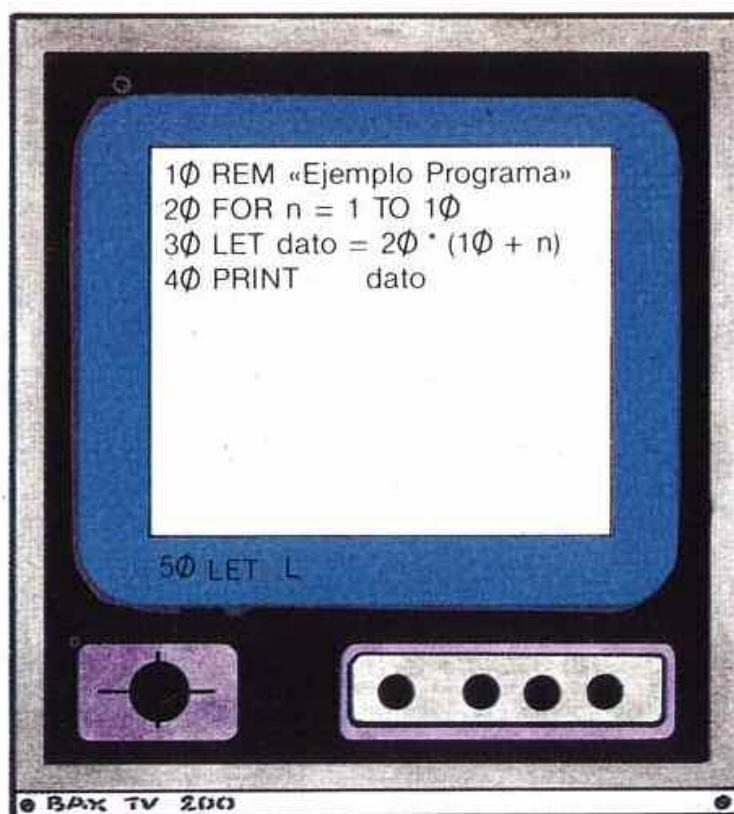 1Ø REM «Ejemplo Programa»
2Ø FOR n = 1 TO 1Ø
3Ø LET dato = 2Ø * (1Ø + n)
4Ø PRINT dato
5Ø LET L
BAX TV 200